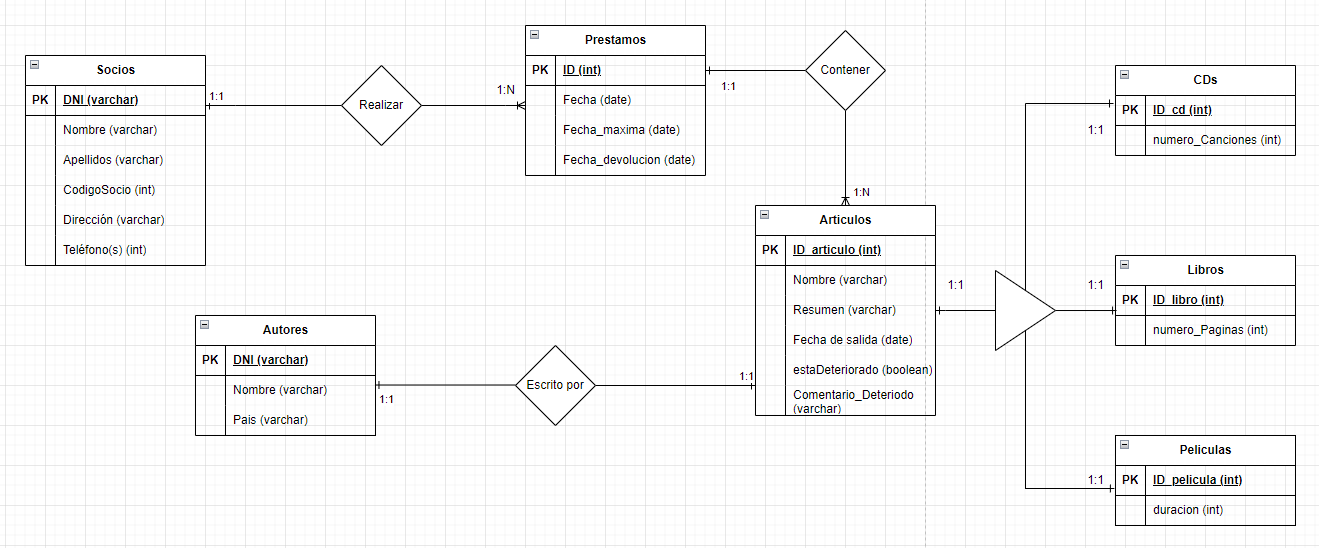 Socios
PK DNI (varchar)
Nombre (varchar)
Apellidos (varchar)
CodigoSocio (int)
Dirección (varchar)
Teléfono(s) (int)
1:1
Realizar
1:N
Prestamos
PK ID (int)
Fecha (date)
Fecha_maxima (date)
Fecha_devolucion (date)
1:1
Contener
1:N
Articulos
PK ID_articulo (int)
Nombre (varchar)
Resumen (varchar)
Fecha de salida (date)
estaDeteriorado (boolean)
Comentario_Deteriodo
(varchar)
Autores
PK DNI (varchar)
Nombre (varchar)
Pais (varchar)
1:1
Escrito por
1:1
1:1
1:1
CDs
PK ID_cd (int)
numero_Canciones (int)
1:1
Libros
PK ID_libro (int)
numero_Paginas (int)
1:1
Peliculas
PK ID_pelicula (int)
duracion (int)